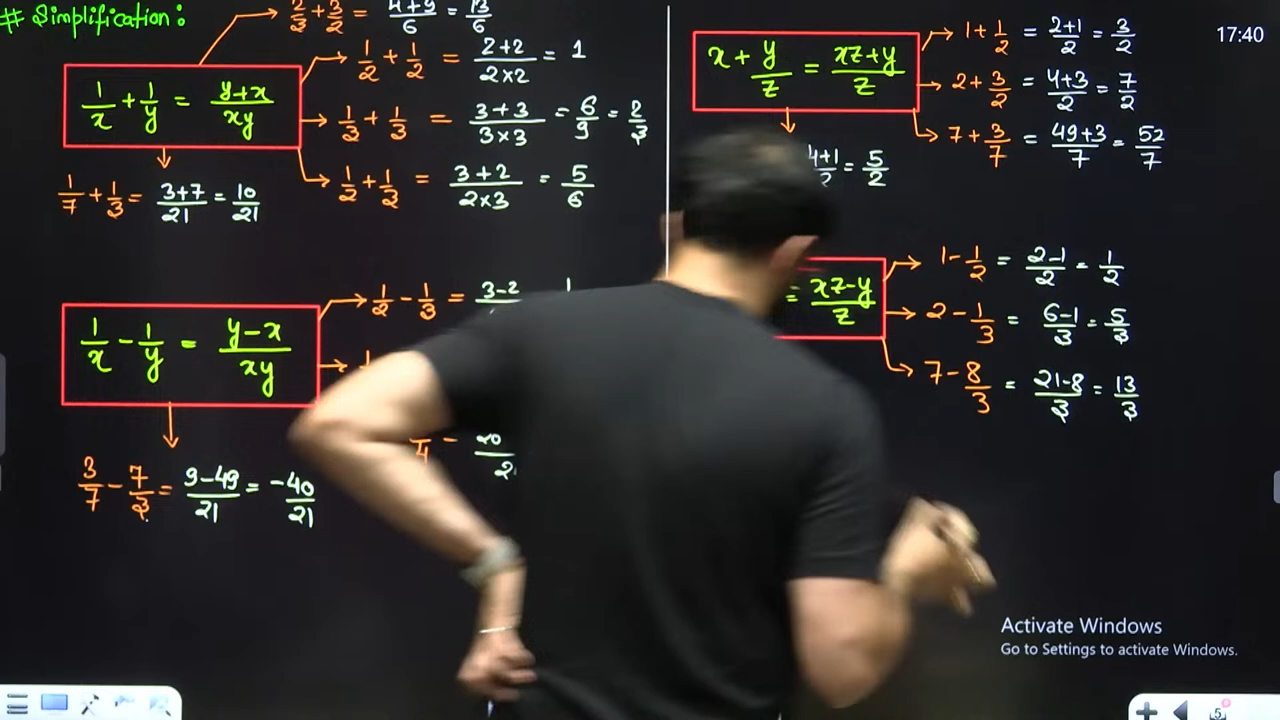 # Simplification:
2/3 + 3/2 = (4+9)/6 = 13/6
1/x + 1/y = (y+x)/xy
1/2 + 1/2 = (2+2)/(2×2) = 1
1/3 + 1/3 = (3+3)/(3×3) = 6/9 = 2/3
1/2 + 1/3 = (3+2)/(2×3) = 5/6
1/7 + 1/3 = (3+7)/21 = 10/21
1/x - 1/y = (y-x)/xy
1/2 - 1/3 = 3-2
3/7 - 7/3 = (9-49)/21 = -40/21
x + y/z = (xz+y)/z
1 + 1/2 = (2+1)/2 = 3/2
2 + 3/2 = (4+3)/2 = 7/2
7 + 3/7 = (49+3)/7 = 52/7
(4+1)/2 = 5/2
= (xz-y)/z
1 - 1/2 = (2-1)/2 = 1/2
2 - 1/3 = (6-1)/3 = 5/3
7 - 8/3 = (21-8)/3 = 13/3
17:40
Activate Windows
Go to Settings to activate Windows.
5